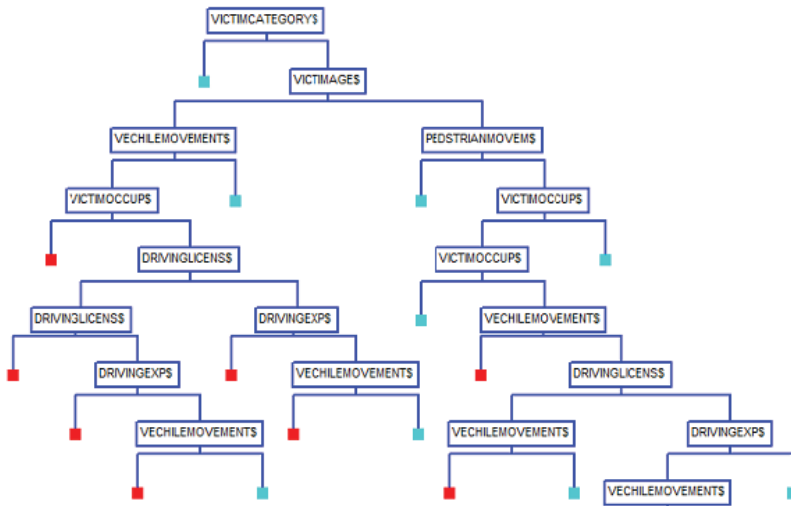 VICTIMCATEGORY$
VICTIMAGE$
VECHILEMOVEMENT$ PEDSTRIANMOVEM$
VICTIMOCCUP$ VICTIMOCCUP$
DRIVINGLICENS$ VICTIMOCCUP$
DRIVINGLICENS$ DRIVINGEXP$ VECHILEMOVEMENT$
DRIVINGEXP$ VECHILEMOVEMENT$ DRIVINGLICENS$
VECHILEMOVEMENT$ VECHILEMOVEMENT$ DRIVINGEXP$
VECHILEMOVEMENT$